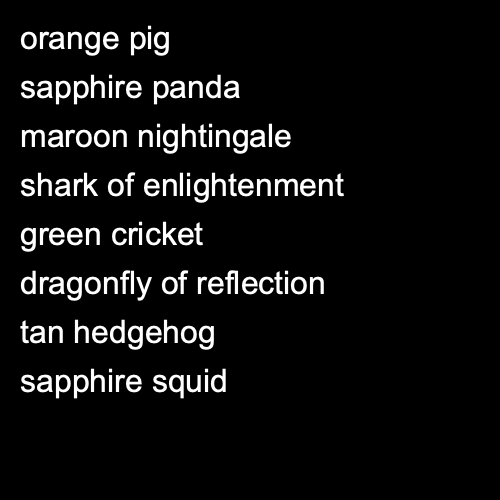 orange pig
sapphire panda
maroon nightingale
shark of enlightenment
green cricket
dragonfly of reflection
tan hedgehog
sapphire squid